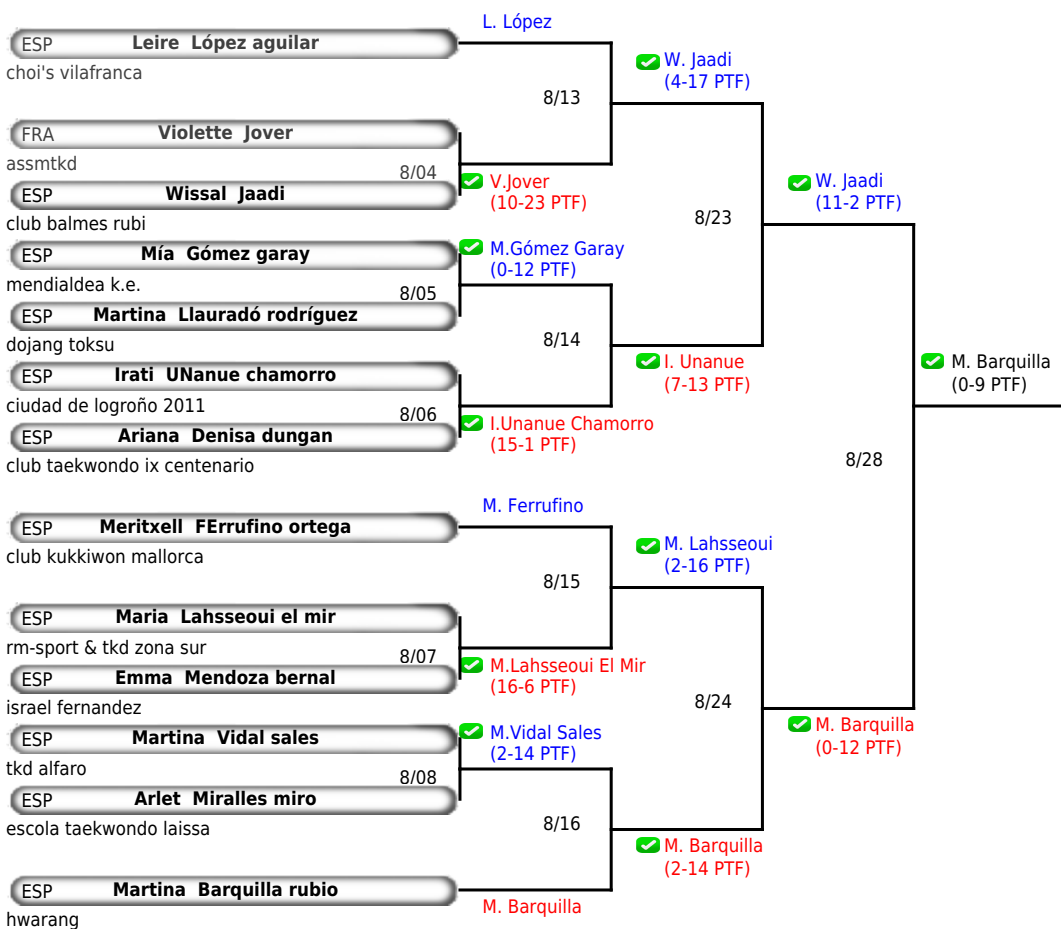 L. López
ESP Leire López aguilar
choi's vilafranca
W. Jaadi
(4-17 PTF)
8/13
FRA Violette Jover
assmtkd
8/04
ESP Wissal Jaadi
club balmes rubi
V.Jover
(10-23 PTF)
W. Jaadi
(11-2 PTF)
8/23
ESP Mía Gómez garay
mendialdea k.e.
M.Gómez Garay
(0-12 PTF)
8/05
ESP Martina Llauradó rodríguez
dojang toksu
8/14
I. Unanue
(7-13 PTF)
M. Barquilla
(0-9 PTF)
ESP Irati UNanue chamorro
ciudad de logroño 2011
8/06
ESP Ariana Denisa dungan
club taekwondo ix centenario
I.Unanue Chamorro
(15-1 PTF)
8/28
M. Ferrufino
ESP Meritxell FErrufino ortega
club kukkiwon mallorca
M. Lahsseoui
(2-16 PTF)
8/15
ESP Maria Lahsseoui el mir
rm-sport & tkd zona sur
8/07
ESP Emma Mendoza bernal
israel fernandez
M.Lahsseoui El Mir
(16-6 PTF)
8/24
ESP Martina Vidal sales
tkd alfaro
M.Vidal Sales
(2-14 PTF)
M. Barquilla
(0-12 PTF)
8/08
ESP Arlet Miralles miro
escola taekwondo laissa
8/16
M. Barquilla
(2-14 PTF)
ESP Martina Barquilla rubio
hwarang
M. Barquilla